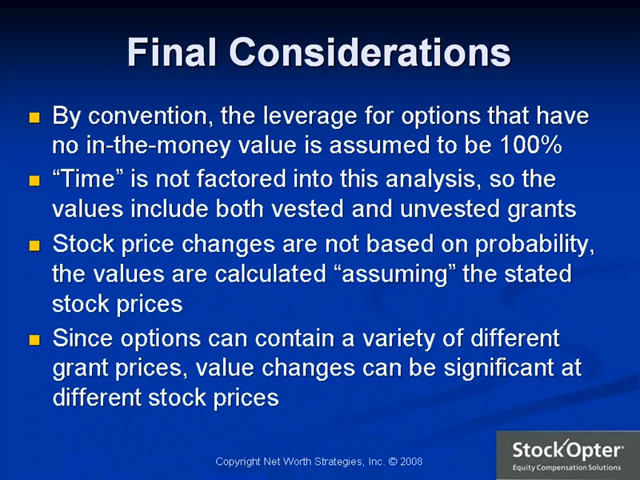 Final Considerations
By convention, the leverage for options that have
no in-the-money value is assumed to be 100%
“Time” is not factored into this analysis, so the
values include both vested and unvested grants
Stock price changes are not based on probability,
the values are calculated “assuming” the stated
stock prices
Since options can contain a variety of different
grant prices, value changes can be significant at
different stock prices
Copyright Net Worth Strategies, Inc. © 2008
StockOpter
Equity Compensation Solutions